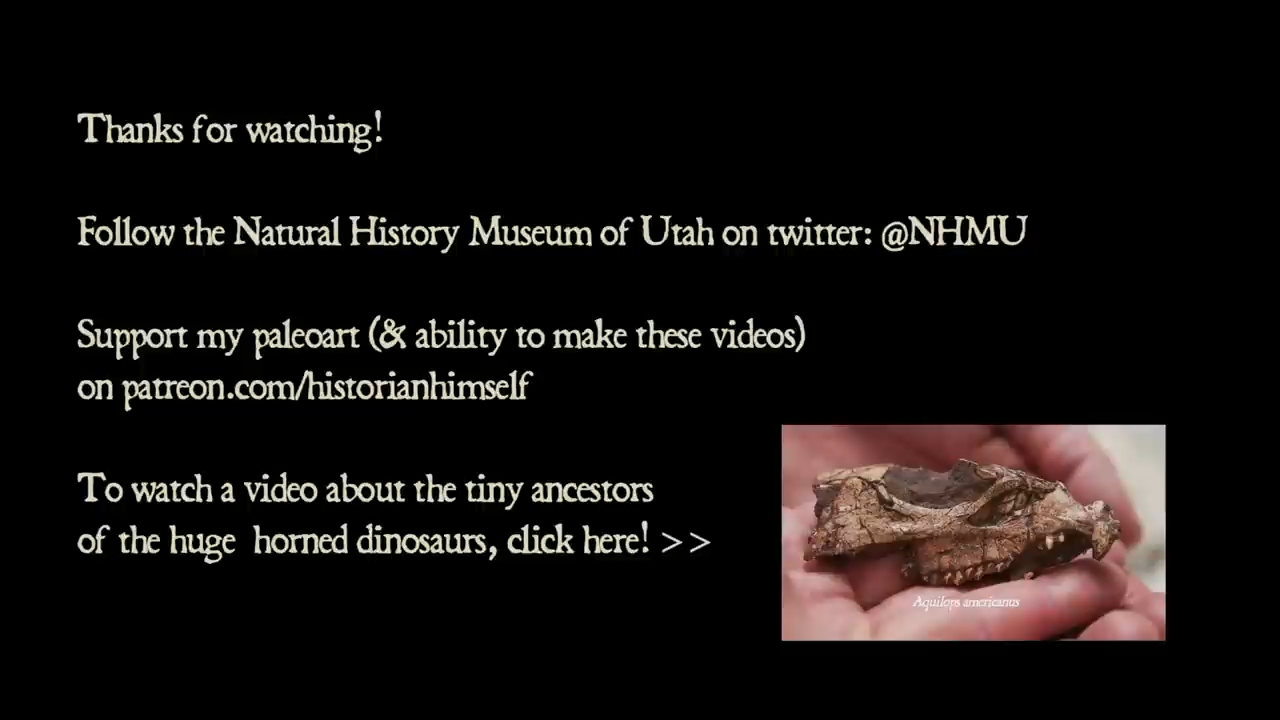 Thanks for watching!
Follow the Natural History Museum of Utah on twitter: @NHMU
Support my paleoart (& ability to make these videos)
on patreon.com/historianhimself
To watch a video about the tiny ancestors
of the huge horned dinosaurs, click here! >>
Aquilops americanus